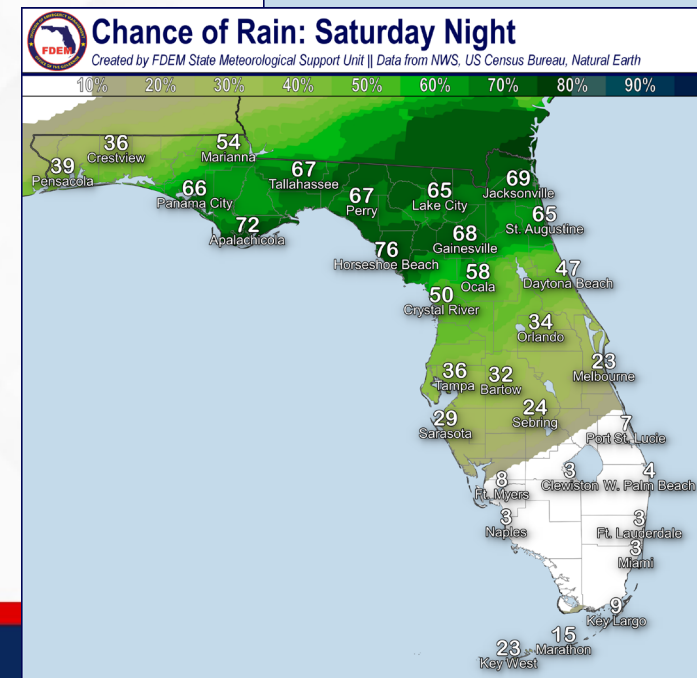 FDEM
Chance of Rain: Saturday Night
Created by FDEM State Meteorological Support Unit || Data from NWS, US Census Bureau, Natural Earth
10% 20% 30% 40% 50% 60% 70% 80% 90%
36
Crestview
54
Marianna
39
Pensacola
67
Tallahassee
66
Panama City
67
Perry
65
Lake City
69
Jacksonville
72
Apalachicola
65
St. Augustine
68
Gainesville
76
Horseshoe Beach
58
Ocala
47
Daytona Beach
50
Crystal River
34
Orlando
36
Tampa
32
Bartow
23
Melbourne
29
Sarasota
24
Sebring
7
Port St. Lucie
8
Ft. Myers
3
Clewiston
4
W. Palm Beach
3
Naples
3
Ft. Lauderdale
3
Miami
9
Key Largo
15
Marathon
23
Key West